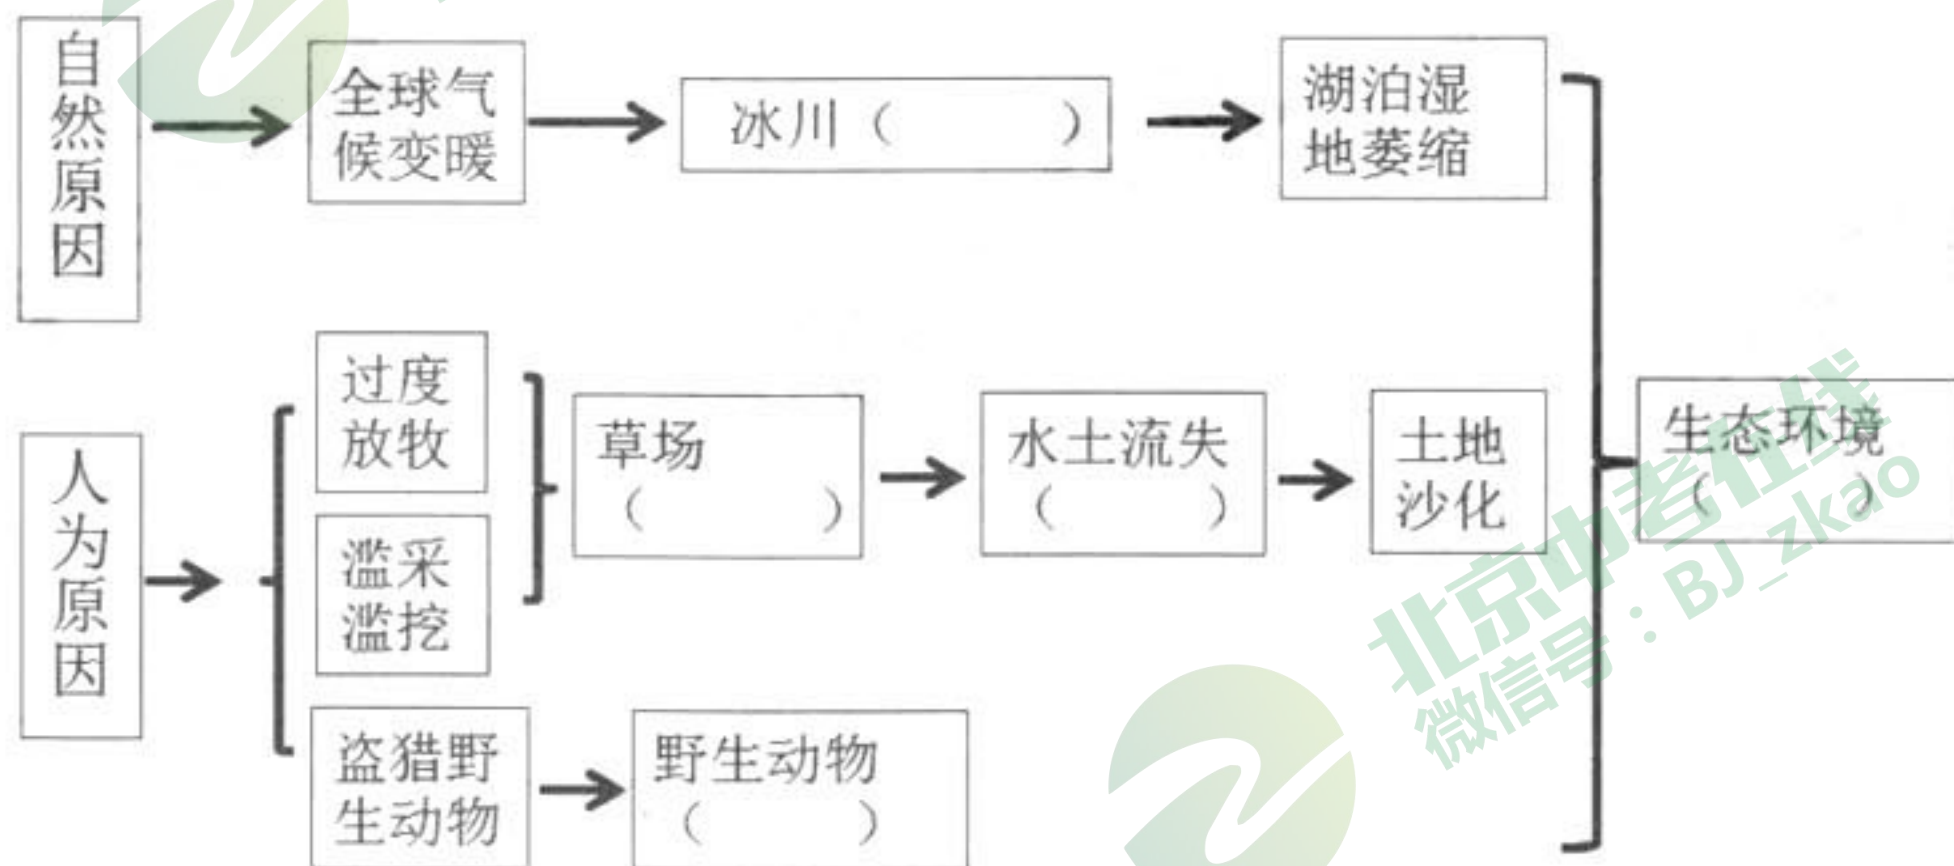 自然原因
全球气
候变暖
冰川（ ）
湖泊湿
地萎缩
人为原因
过度
放牧
滥采
滥挖
盗猎野
生动物
草场
（ ）
水土流失
（ ）
土地
沙化
野生动物
（ ）
生态环境
（ ）
北京中考在线
微信号：BJ_zkao